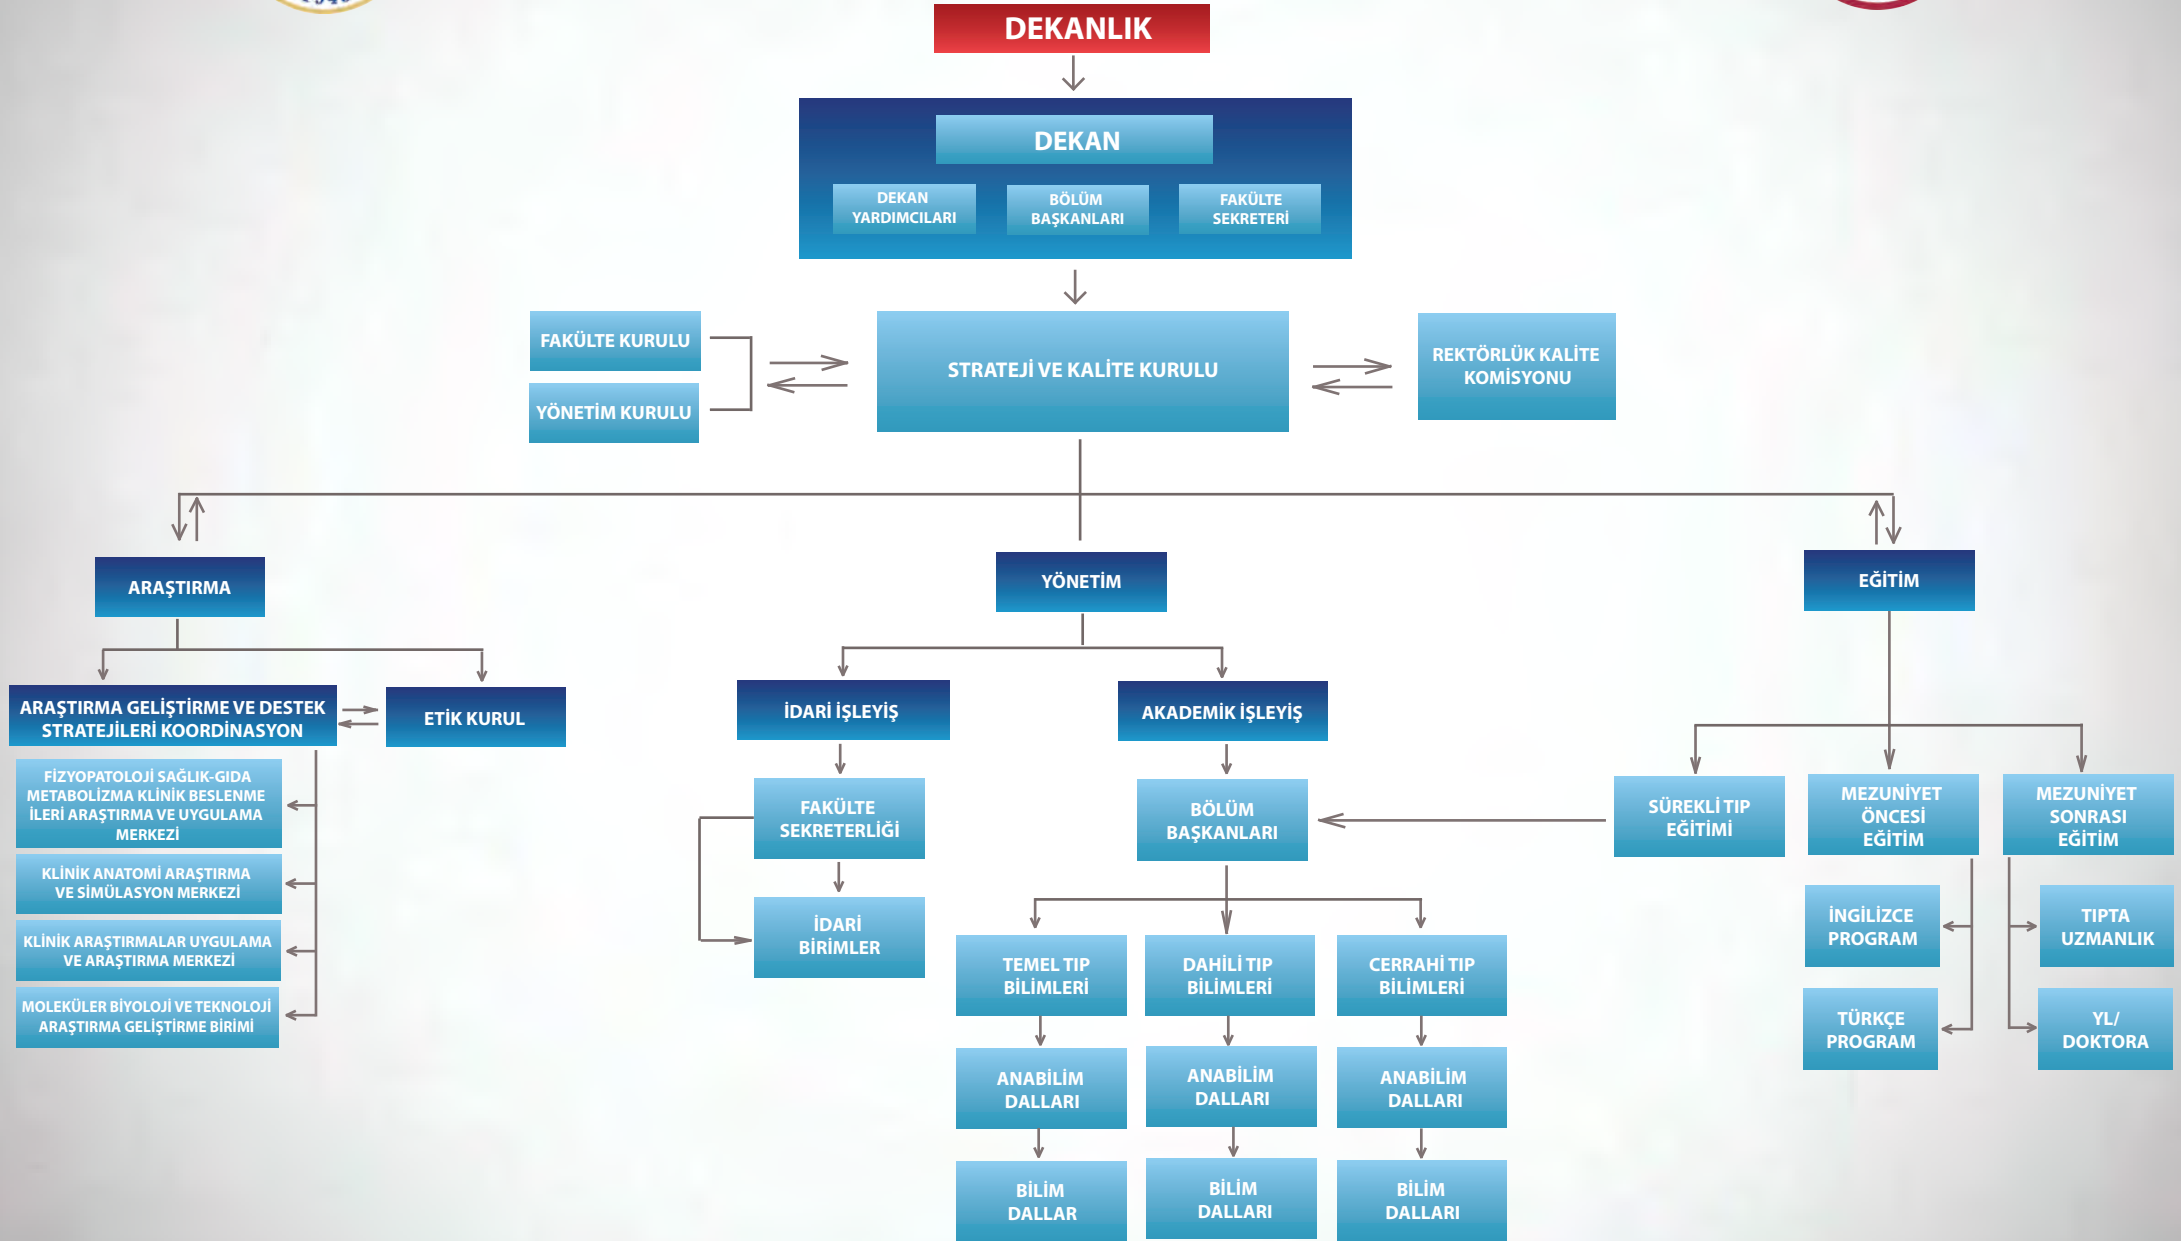 DEKANLIK
DEKAN
DEKAN
YARDIMCILARI
BÖLÜM
BAŞKANLARI
FAKÜLTE
SEKRETERİ
FAKÜLTE KURULU
YÖNETİM KURULU
STRATEJİ VE KALİTE KURULU
REKTÖRLÜK KALİTE
KOMİSYONU
ARAŞTIRMA
YÖNETİM
EĞİTİM
ARAŞTIRMA GELİŞTİRME VE DESTEK
STRATEJİLERİ KOORDİNASYON
ETİK KURUL
FİZYOPATOLOJİ SAĞLIK-GIDA
METABOLİZMA KLİNİK BESLENME
İLERİ ARAŞTIRMA VE UYGULAMA
MERKEZİ
KLİNİK ANATOMİ ARAŞTIRMA
VE SİMÜLASYON MERKEZİ
KLİNİK ARAŞTIRMALAR UYGULAMA
VE ARAŞTIRMA MERKEZİ
MOLEKÜLER BİYOLOJİ VE TEKNOLOJİ
ARAŞTIRMA GELİŞTİRME BİRİMİ
İDARİ İŞLEYİŞ
AKADEMİK İŞLEYİŞ
FAKÜLTE
SEKRETERLİĞİ
İDARİ
BİRİMLER
BÖLÜM
BAŞKANLARI
TEMEL TIP
BİLİMLERİ
DAHİLİ TIP
BİLİMLERİ
CERRAHİ TIP
BİLİMLERİ
ANABİLİM
DALLARI
ANABİLİM
DALLARI
ANABİLİM
DALLARI
BİLİM
DALLAR
BİLİM
DALLARI
BİLİM
DALLARI
SÜREKLİ TIP
EĞİTİMİ
MEZUNİYET
ÖNCESİ
EĞİTİM
MEZUNİYET
SONRASI
EĞİTİM
İNGİLİZCE
PROGRAM
TÜRKÇE
PROGRAM
TIPTA
UZMANLIK
YL/
DOKTORA